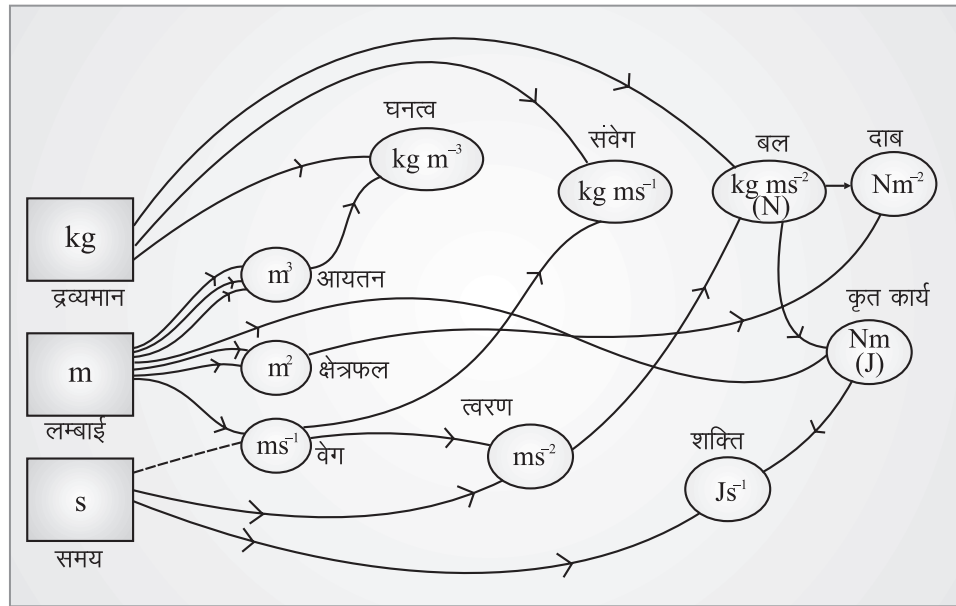 घनत्व
kg m⁻³
संवेग
kg ms⁻¹
बल
kg ms⁻²
(N)
दाब
Nm⁻²
kg
द्रव्यमान
m³
आयतन
कृत कार्य
Nm
(J)
m
लम्बाई
m²
क्षेत्रफल
ms⁻¹
वेग
त्वरण
ms⁻²
शक्ति
Js⁻¹
s
समय